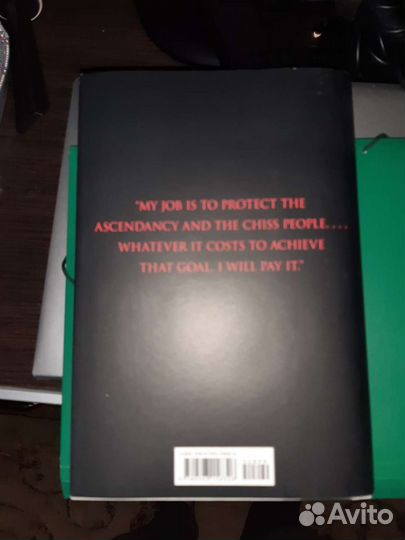 "MY JOB IS TO PROTECT THE
ASCENDANCY AND THE CHISS PEOPLE....
WHATEVER IT COSTS TO ACHIEVE
THAT GOAL, I WILL PAY IT."
Avito